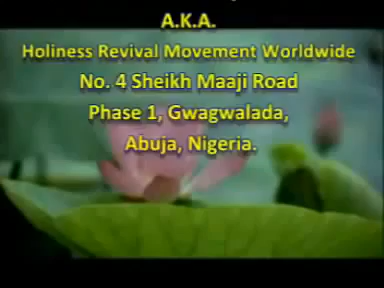 A.K.A.
Holiness Revival Movement Worldwide
No. 4 Sheikh Maaji Road
Phase 1, Gwagwalada,
Abuja, Nigeria.